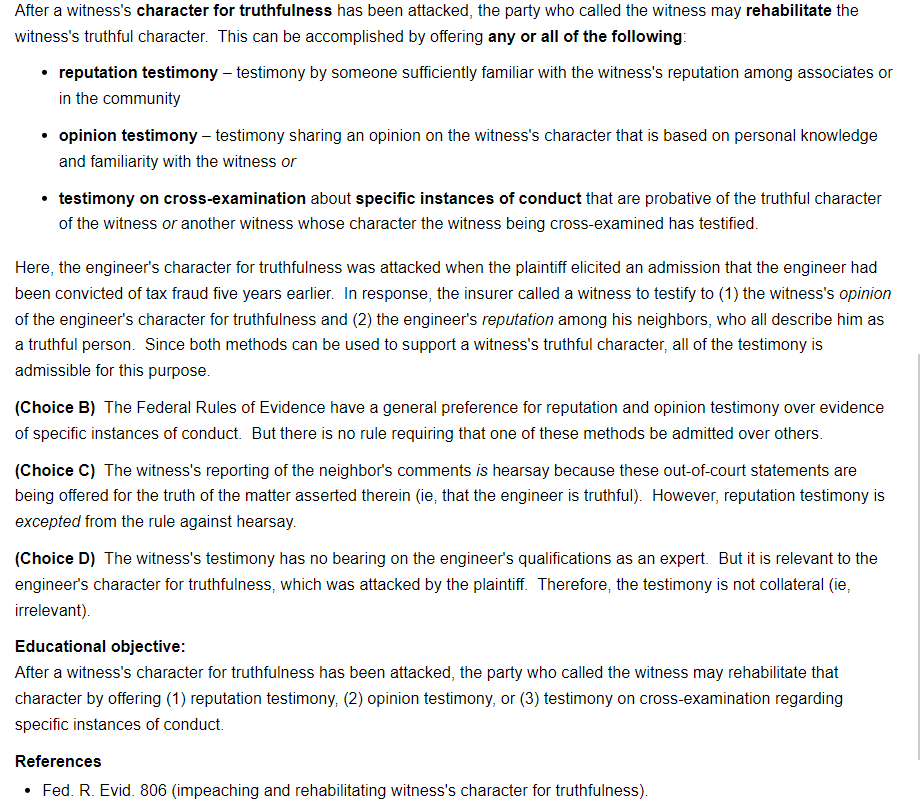 After a witness's character for truthfulness has been attacked, the party who called the witness may rehabilitate the
witness's truthful character. This can be accomplished by offering any or all of the following:
• reputation testimony – testimony by someone sufficiently familiar with the witness's reputation among associates or
in the community
• opinion testimony – testimony sharing an opinion on the witness's character that is based on personal knowledge
and familiarity with the witness or
• testimony on cross-examination about specific instances of conduct that are probative of the truthful character
of the witness or another witness whose character the witness being cross-examined has testified.
Here, the engineer's character for truthfulness was attacked when the plaintiff elicited an admission that the engineer had
been convicted of tax fraud five years earlier. In response, the insurer called a witness to testify to (1) the witness's opinion
of the engineer's character for truthfulness and (2) the engineer's reputation among his neighbors, who all describe him as
a truthful person. Since both methods can be used to support a witness's truthful character, all of the testimony is
admissible for this purpose.
(Choice B) The Federal Rules of Evidence have a general preference for reputation and opinion testimony over evidence
of specific instances of conduct. But there is no rule requiring that one of these methods be admitted over others.
(Choice C) The witness's reporting of the neighbor's comments is hearsay because these out-of-court statements are
being offered for the truth of the matter asserted therein (ie, that the engineer is truthful). However, reputation testimony is
excepted from the rule against hearsay.
(Choice D) The witness's testimony has no bearing on the engineer's qualifications as an expert. But it is relevant to the
engineer's character for truthfulness, which was attacked by the plaintiff. Therefore, the testimony is not collateral (ie,
irrelevant).
Educational objective:
After a witness's character for truthfulness has been attacked, the party who called the witness may rehabilitate that
character by offering (1) reputation testimony, (2) opinion testimony, or (3) testimony on cross-examination regarding
specific instances of conduct.
References
• Fed. R. Evid. 806 (impeaching and rehabilitating witness's character for truthfulness).